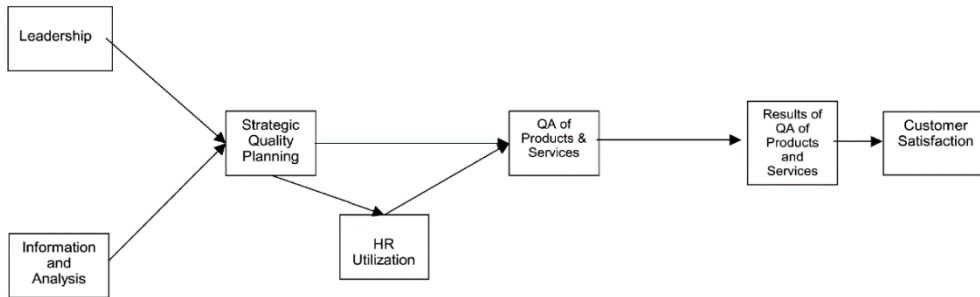 Leadership
Strategic
Quality
Planning
QA of
Products &
Services
Results of
QA of
Products
and
Services
Customer
Satisfaction
HR
Utilization
Information
and
Analysis